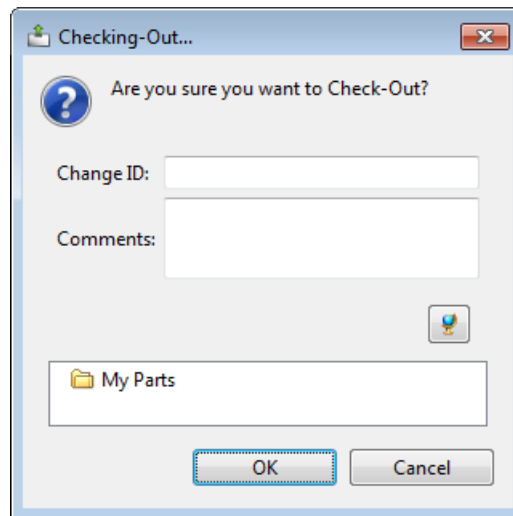 Checking-Out...
Are you sure you want to Check-Out?
Change ID:
Comments:
My Parts
OK Cancel